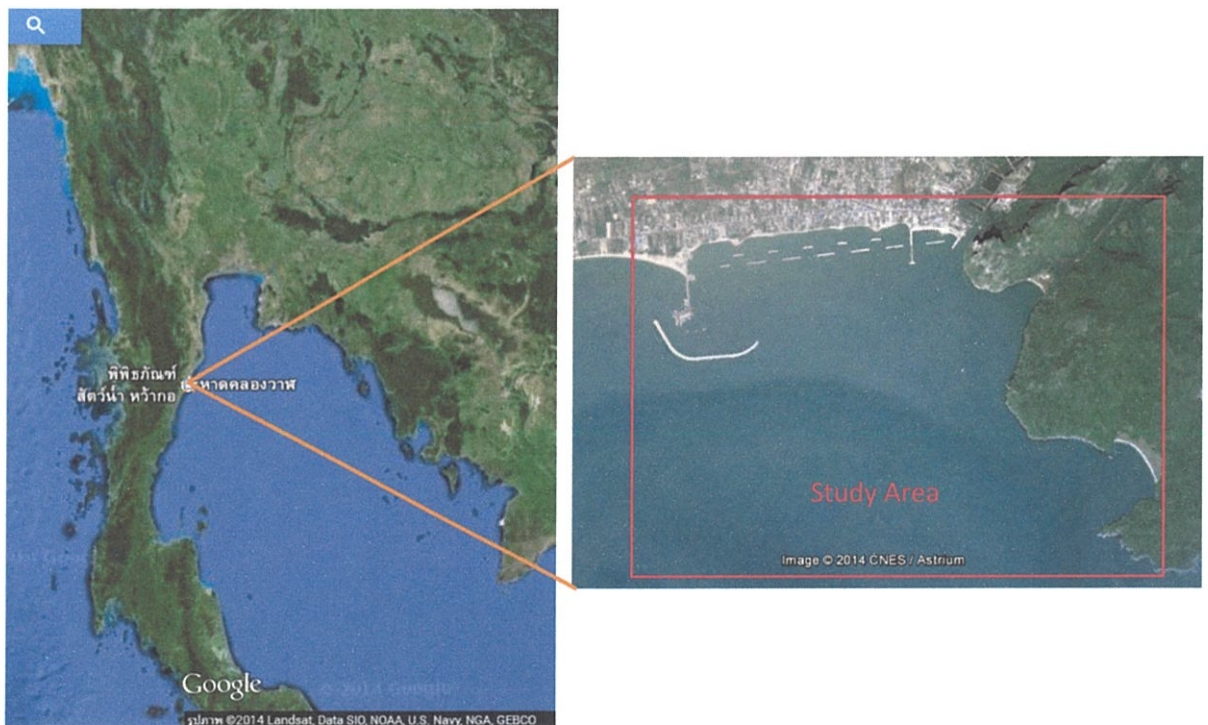 พิพิธภัณฑ์
สัตว์น้ำ หว้ากอ
หาดคลองวาฬ
Google
© 2014 Google
รูปภาพ ©2014 Landsat, Data SIO, NOAA, U.S. Navy, NGA, GEBCO
Study Area
Image © 2014 CNES / Astrium